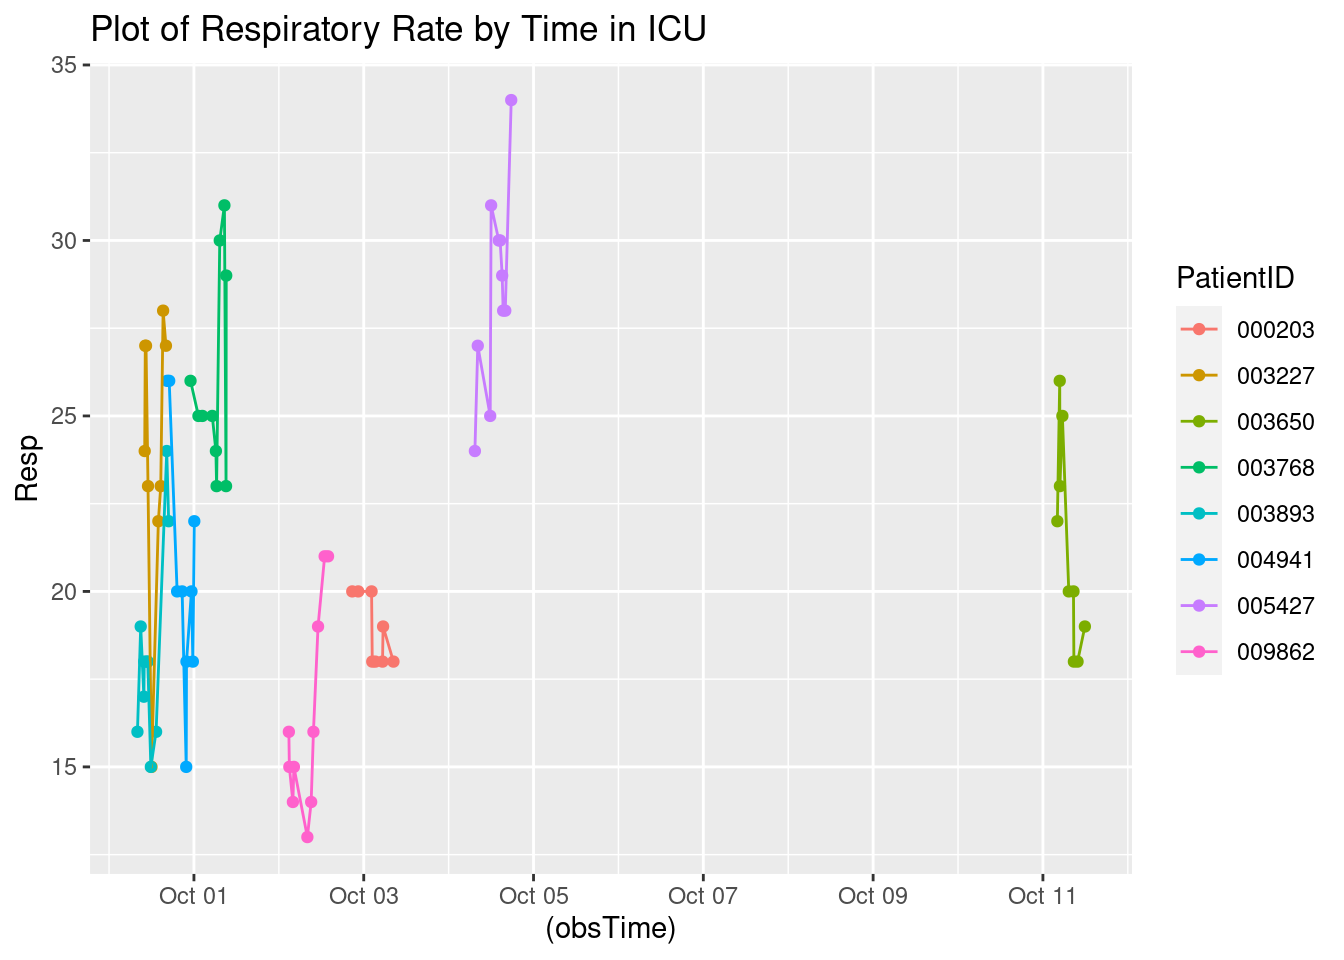 Plot of Respiratory Rate by Time in ICU
35
30
25
20
15
Resp
Oct 01 Oct 03 Oct 05 Oct 07 Oct 09 Oct 11
(obsTime)
PatientID
000203
003227
003650
003768
003893
004941
005427
009862